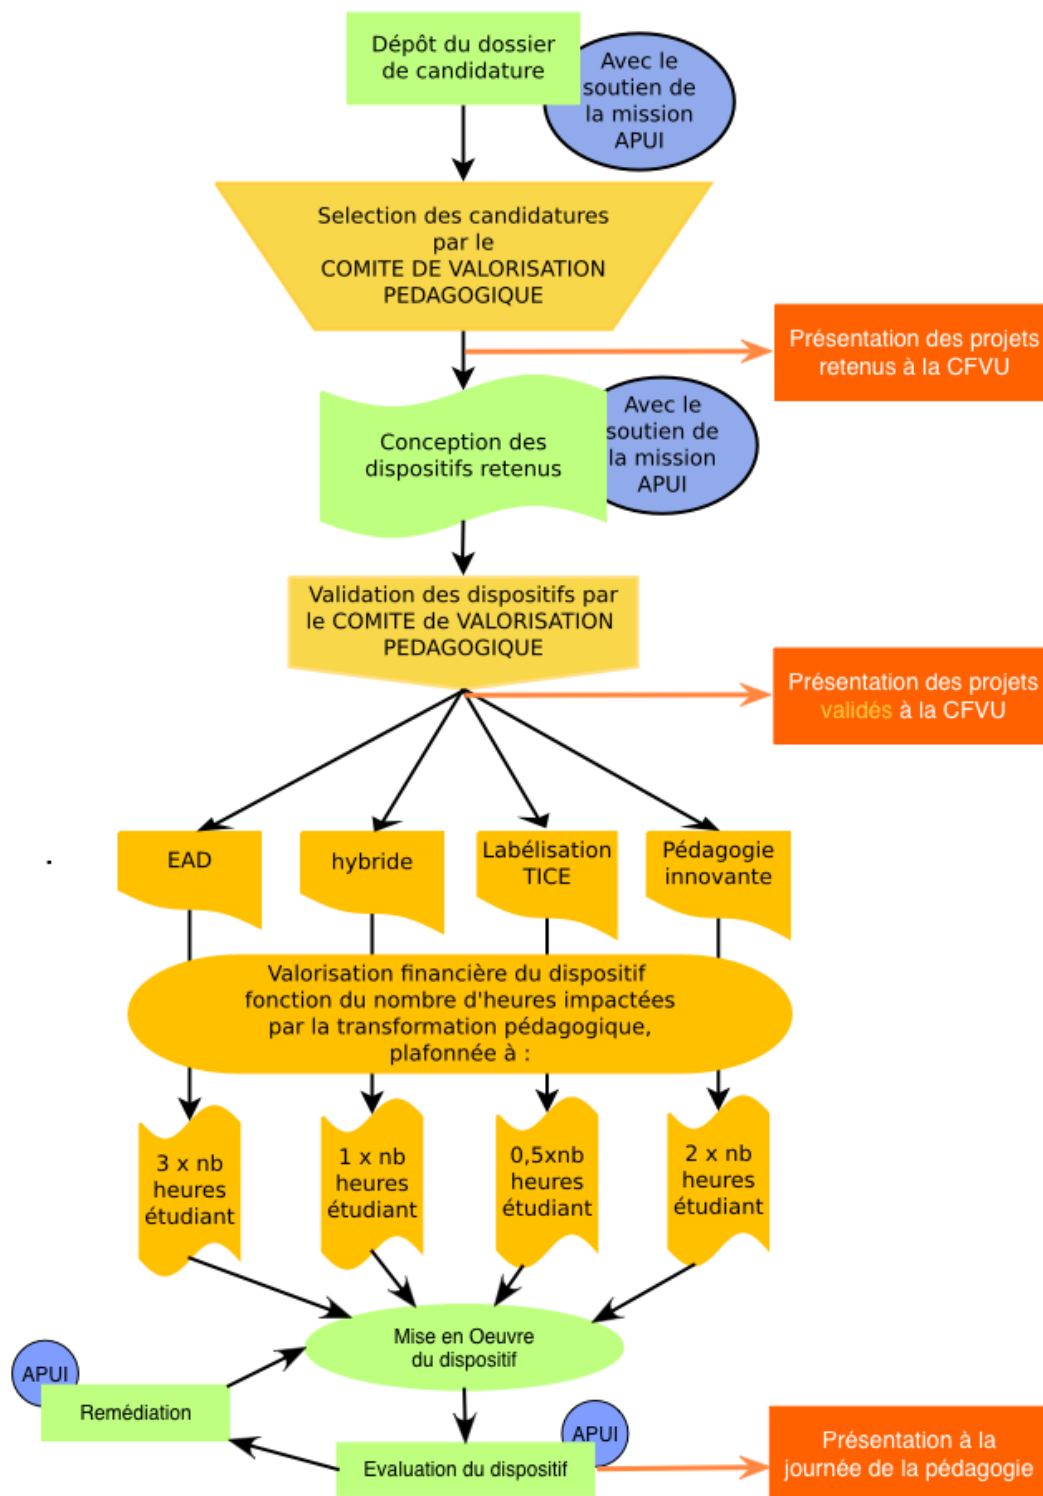 Dépôt du dossier
de candidature
Avec le
soutien de
la mission
APUI
Selection des candidatures
par le
COMITE DE VALORISATION
PEDAGOGIQUE
Présentation des projets
retenus à la CFVU
Conception des
dispositifs retenus
Avec le
soutien de
la mission
APUI
Validation des dispositifs par
le COMITE de VALORISATION
PEDAGOGIQUE
Présentation des projets
validés à la CFVU
EAD
hybride
Labélisation
TICE
Pédagogie
innovante
Valorisation financière du dispositif
fonction du nombre d'heures impactées
par la transformation pédagogique,
plafonnée à :
3 x nb
heures
étudiant
1 x nb
heures
étudiant
0,5xnb
heures
étudiant
2 x nb
heures
étudiant
Mise en Oeuvre
du dispositif
APUI
Remédiation
APUI
Evaluation du dispositif
Présentation à la
journée de la pédagogie